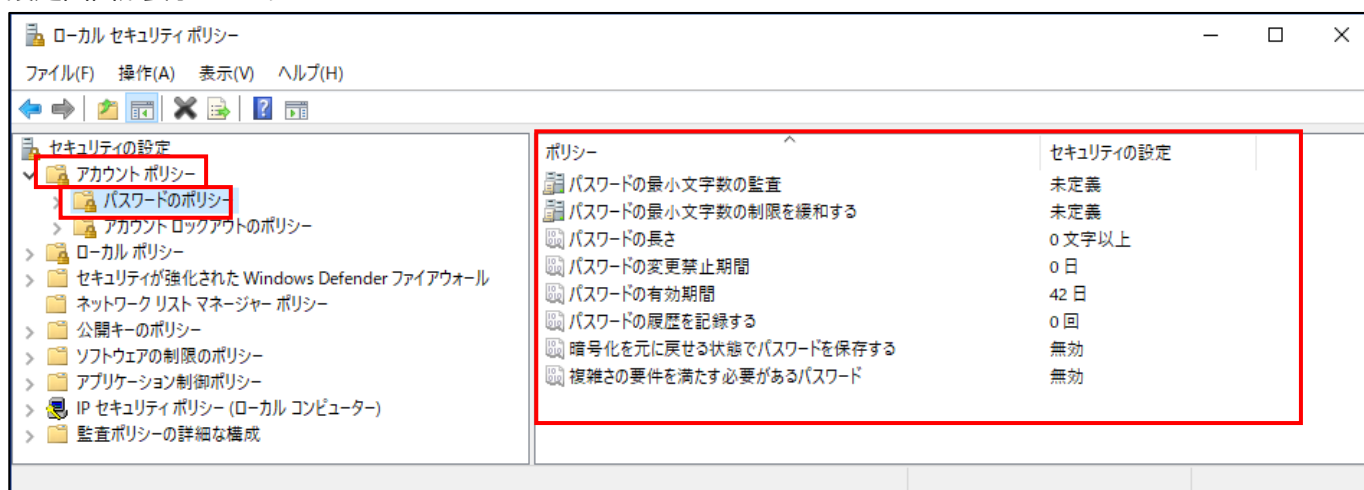 ローカル セキュリティ ポリシー
ファイル(F) 操作(A) 表示(V) ヘルプ(H)
セキュリティの設定
アカウント ポリシー
パスワードのポリシー
アカウント ロックアウトのポリシー
ローカル ポリシー
セキュリティが強化された Windows Defender ファイアウォール
ネットワーク リスト マネージャー ポリシー
公開キーのポリシー
ソフトウェアの制限のポリシー
アプリケーション制御ポリシー
IP セキュリティ ポリシー (ローカル コンピューター)
監査ポリシーの詳細な構成
ポリシー セキュリティの設定
パスワードの最小文字数の監査 未定義
パスワードの最小文字数の制限を緩和する 未定義
パスワードの長さ 0 文字以上
パスワードの変更禁止期間 0 日
パスワードの有効期間 42 日
パスワードの履歴を記録する 0 回
暗号化を元に戻せる状態でパスワードを保存する 無効
複雑さの要件を満たす必要があるパスワード 無効